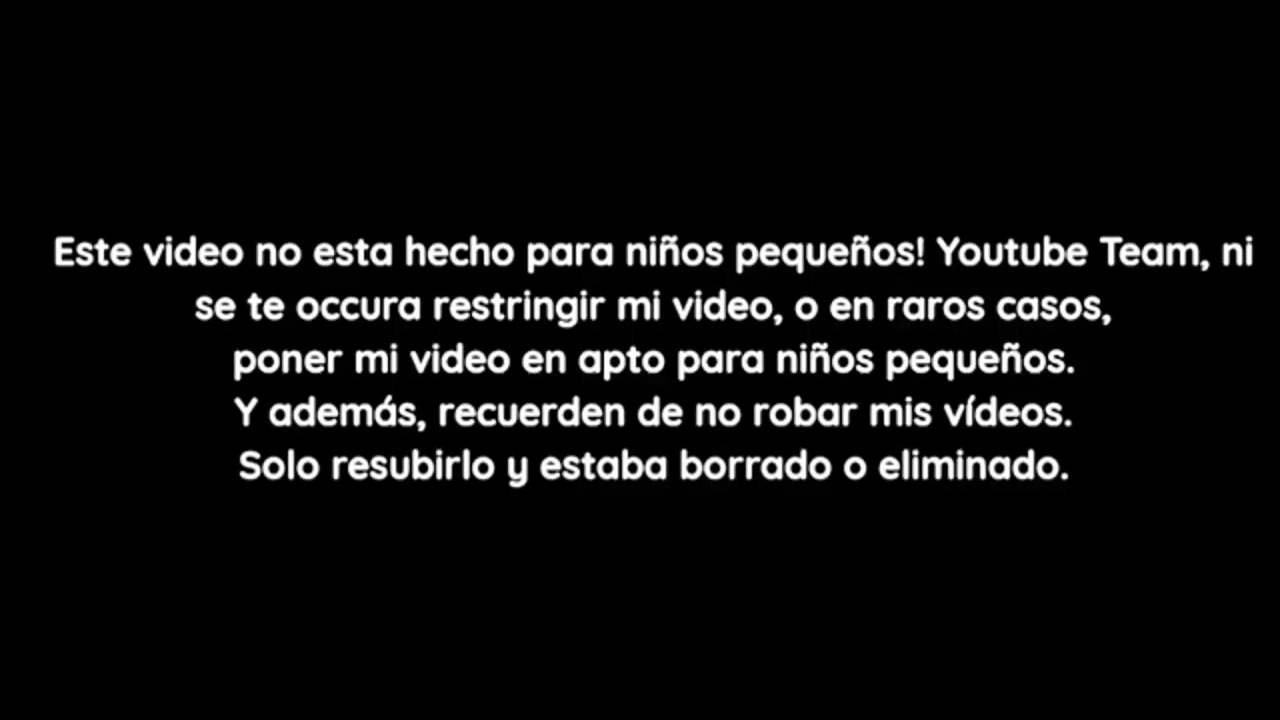 Este video no esta hecho para niños pequeños! Youtube Team, ni
se te occura restringir mi video, o en raros casos,
poner mi video en apto para niños pequeños.
Y además, recuerden de no robar mis vídeos.
Solo resubirlo y estaba borrado o eliminado.